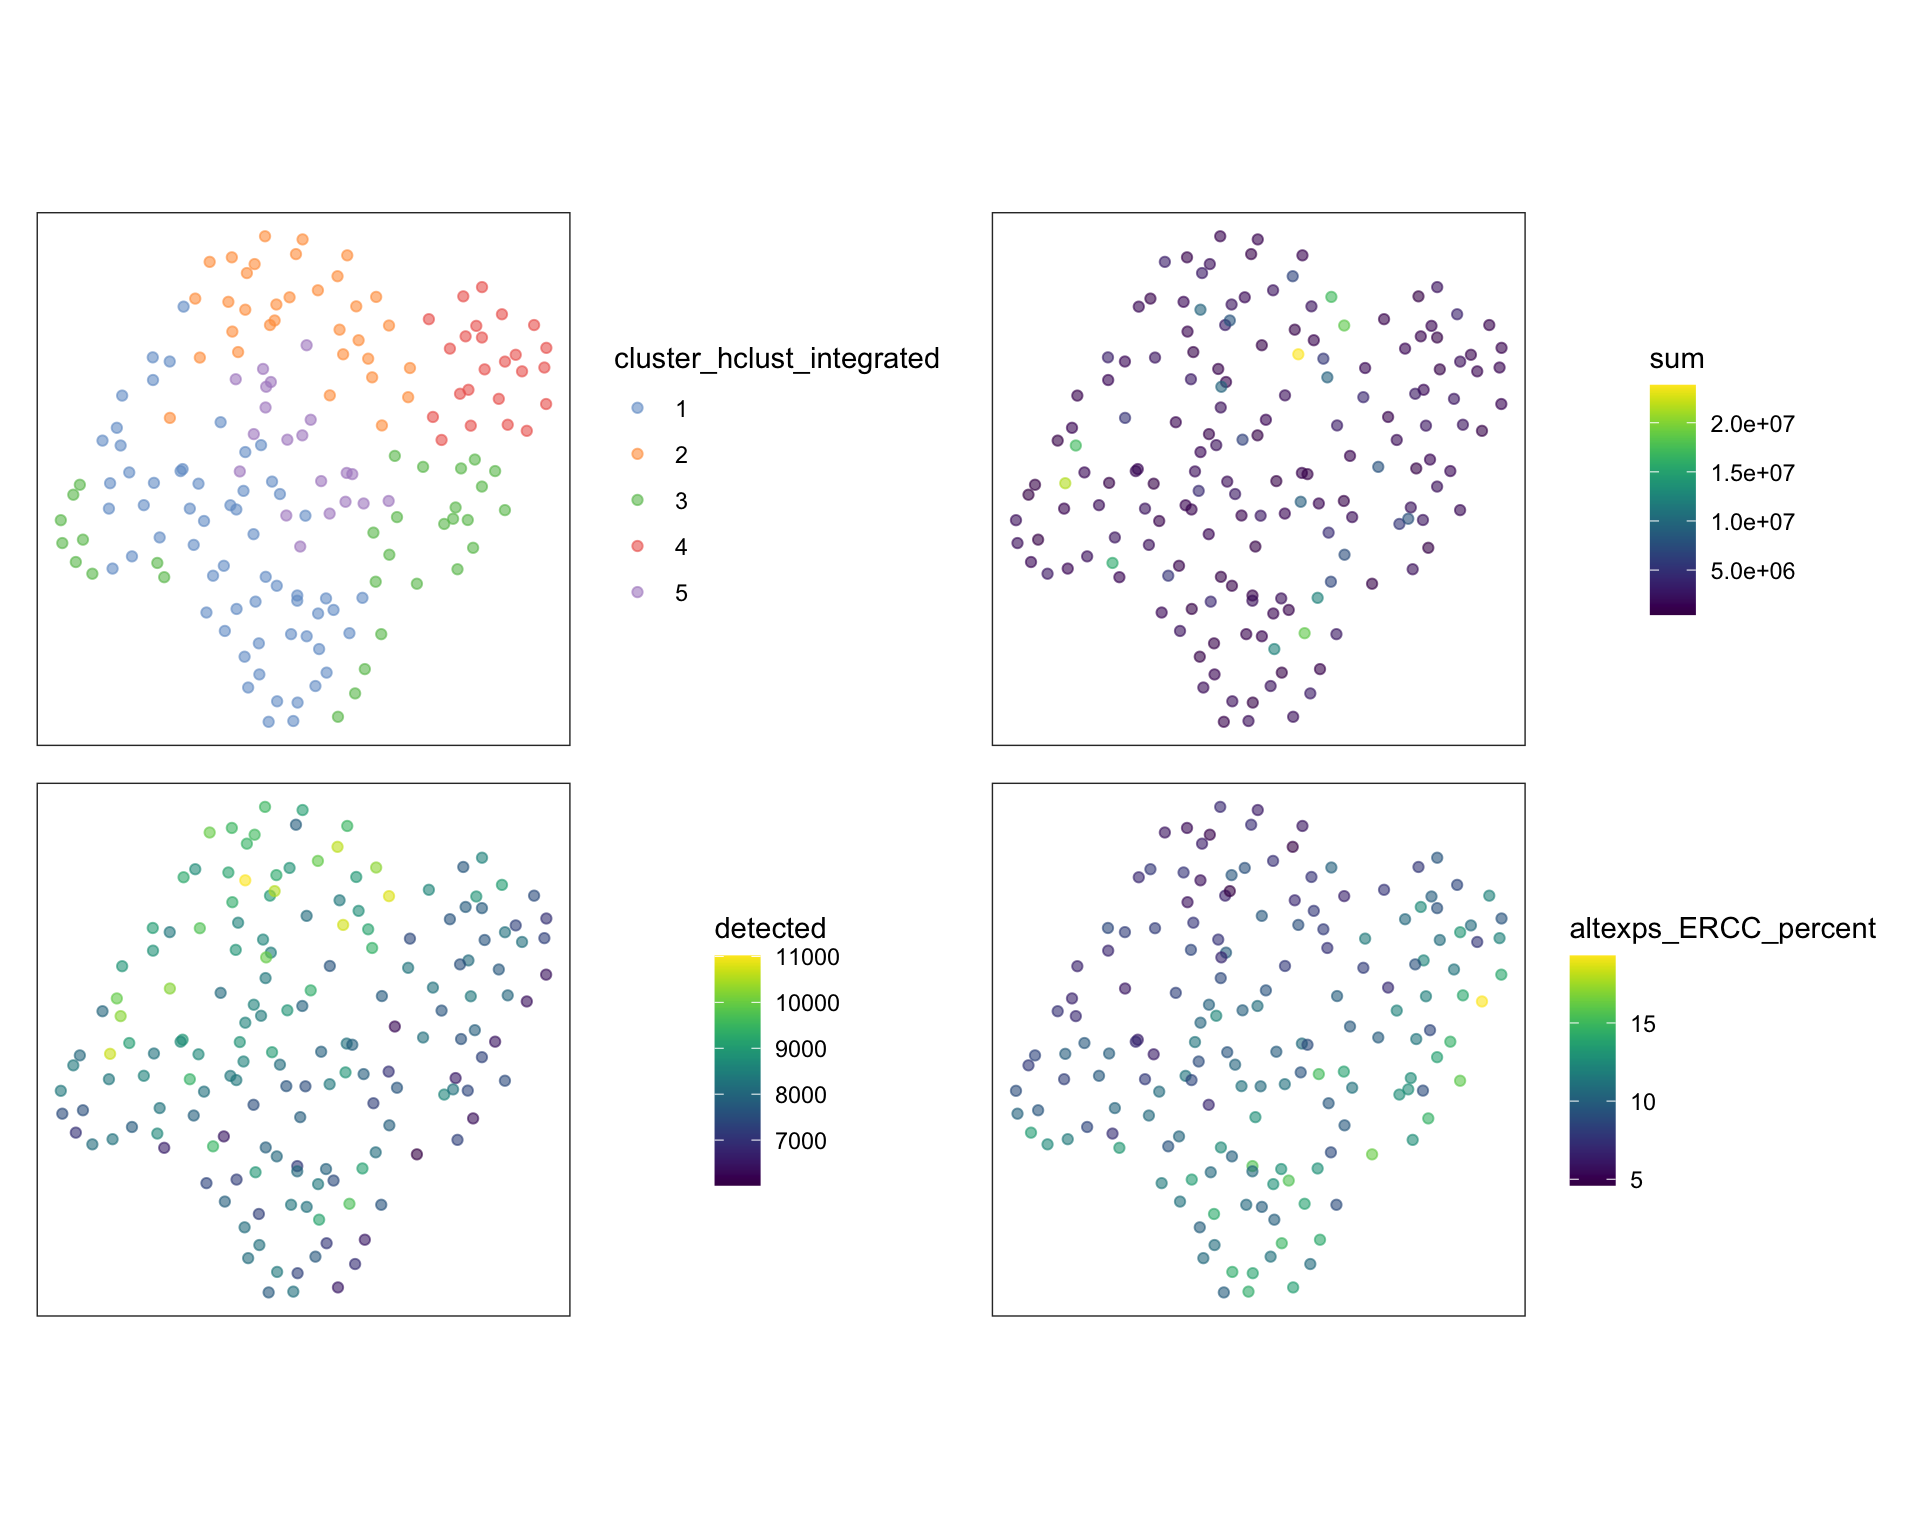 cluster_hclust_integrated
1
2
3
4
5
sum
2.0e+07
1.5e+07
1.0e+07
5.0e+06
detected
11000
10000
9000
8000
7000
altexps_ERCC_percent
15
10
5